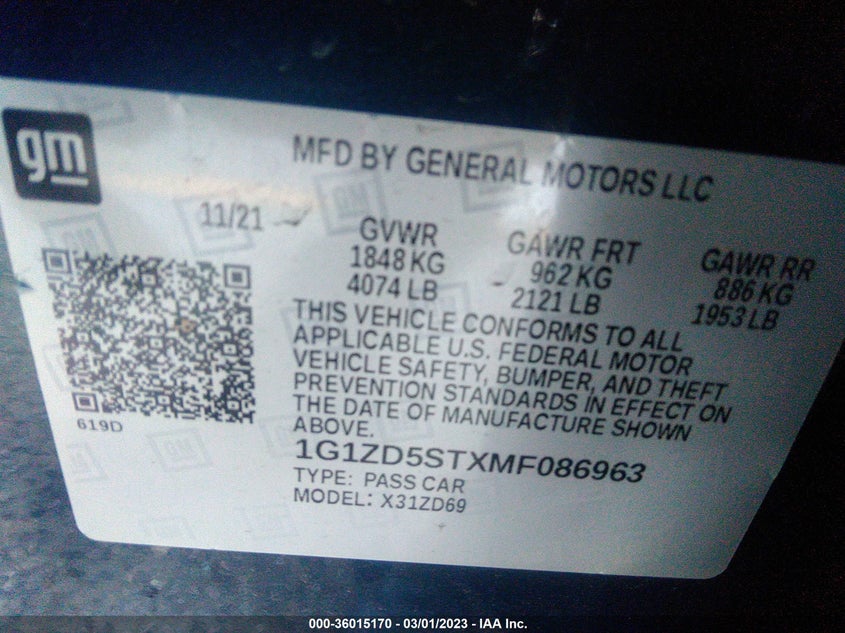 gm
MFD BY GENERAL MOTORS LLC
11/21
GVWR
1848 KG
4074 LB
GAWR FRT
962 KG
2121 LB
GAWR RR
886 KG
1953 LB
THIS VEHICLE CONFORMS TO ALL
APPLICABLE U.S. FEDERAL MOTOR
VEHICLE SAFETY, BUMPER, AND THEFT
PREVENTION STANDARDS IN EFFECT ON
THE DATE OF MANUFACTURE SHOWN
ABOVE.
619D
1G1ZD5STXMF086963
TYPE: PASS CAR
MODEL: X31ZD69
000-36015170 - 03/01/2023 - IAA Inc.